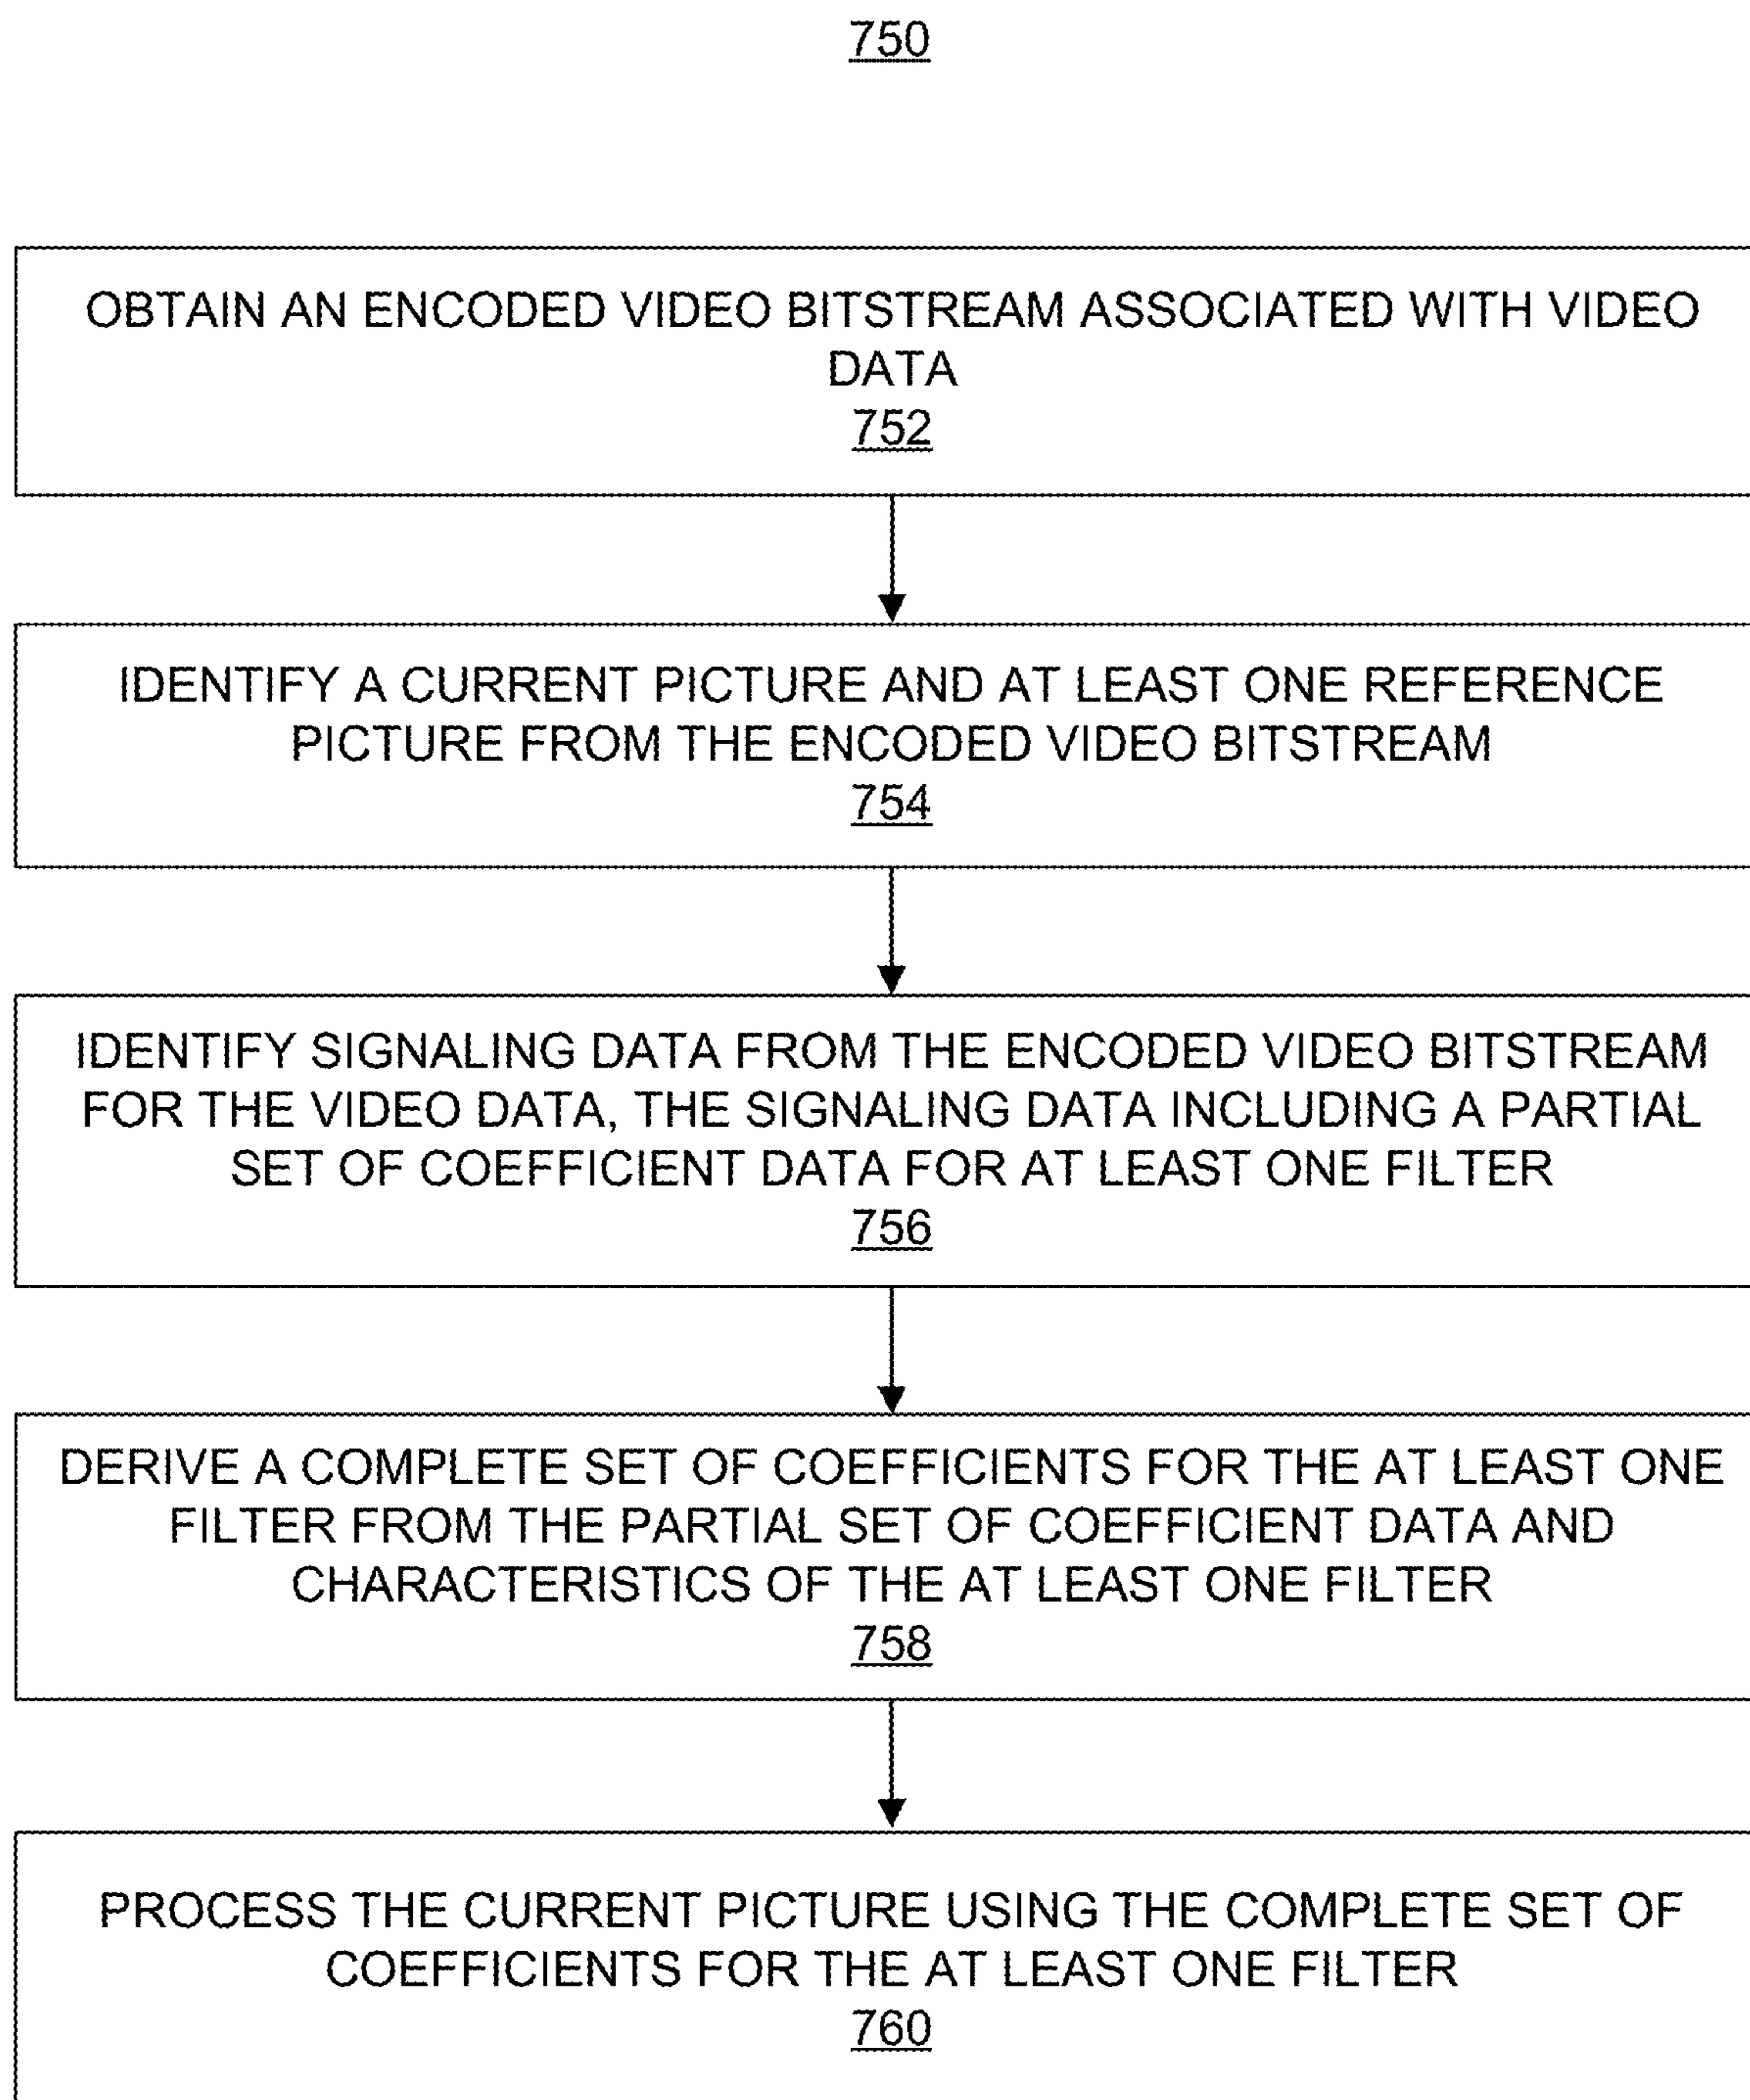 750
OBTAIN AN ENCODED VIDEO BITSTREAM ASSOCIATED WITH VIDEO
DATA
752
IDENTIFY A CURRENT PICTURE AND AT LEAST ONE REFERENCE
PICTURE FROM THE ENCODED VIDEO BITSTREAM
754
IDENTIFY SIGNALING DATA FROM THE ENCODED VIDEO BITSTREAM
FOR THE VIDEO DATA, THE SIGNALING DATA INCLUDING A PARTIAL
SET OF COEFFICIENT DATA FOR AT LEAST ONE FILTER
756
DERIVE A COMPLETE SET OF COEFFICIENTS FOR THE AT LEAST ONE
FILTER FROM THE PARTIAL SET OF COEFFICIENT DATA AND
CHARACTERISTICS OF THE AT LEAST ONE FILTER
758
PROCESS THE CURRENT PICTURE USING THE COMPLETE SET OF
COEFFICIENTS FOR THE AT LEAST ONE FILTER
760